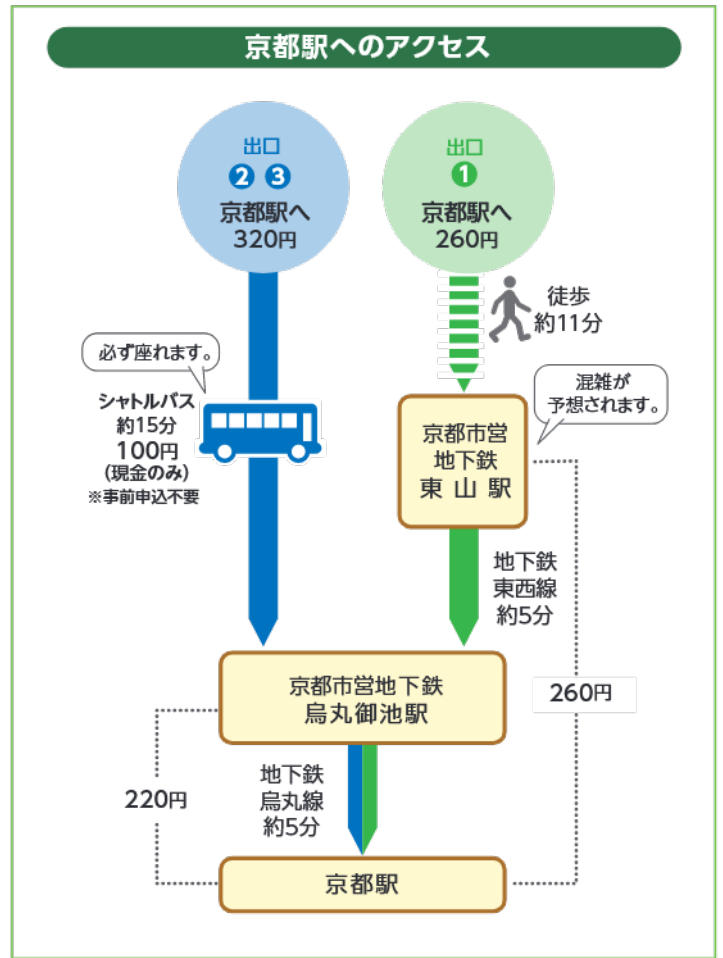 京都駅へのアクセス
出口
2 3
京都駅へ
320円
出口
1
京都駅へ
260円
徒歩
約11分
必ず座れます。
シャトルバス
約15分
100円
(現金のみ)
※事前申込不要
混雑が
予想されます。
京都市営
地下鉄
東山駅
地下鉄
東西線
約5分
京都市営地下鉄
烏丸御池駅
260円
220円
地下鉄
烏丸線
約5分
京都駅